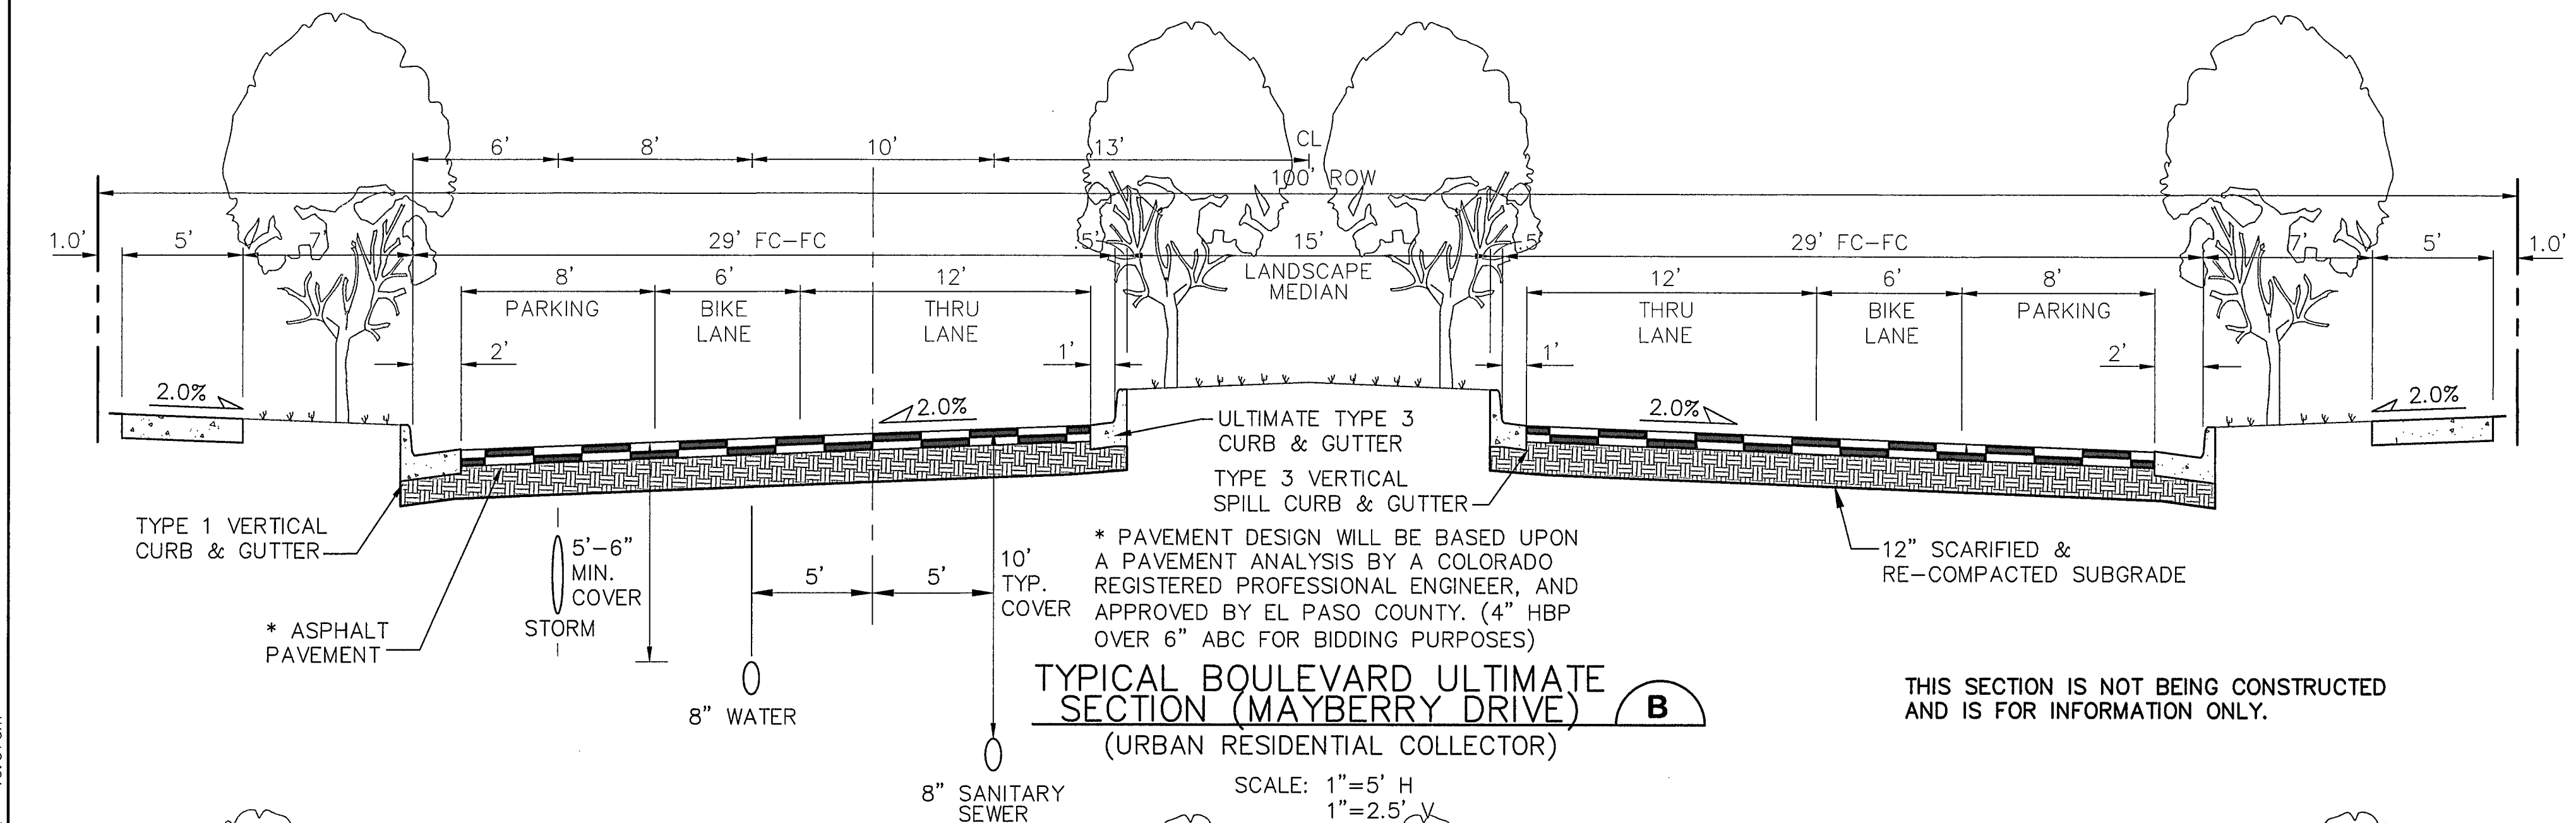 CL
6' 8' 10' 13'
100' ROW
1.0' 5' 7' 29' FC-FC .5' 15' .5' 29' FC-FC 7' 5' 1.0'
LANDSCAPE
MEDIAN
8' 6' 12' 12' 6' 8'
PARKING BIKE THRU THRU BIKE PARKING
LANE LANE LANE LANE
2' 1' 1' 2'
2.0% 2.0% 2.0% 2.0%
ULTIMATE TYPE 3
CURB & GUTTER
TYPE 3 VERTICAL
SPILL CURB & GUTTER
TYPE 1 VERTICAL
CURB & GUTTER
* ASPHALT
PAVEMENT
5'-6"
MIN.
COVER
STORM
5' 5'
10'
TYP.
COVER
8" WATER
8" SANITARY
SEWER
* PAVEMENT DESIGN WILL BE BASED UPON
A PAVEMENT ANALYSIS BY A COLORADO
REGISTERED PROFESSIONAL ENGINEER, AND
APPROVED BY EL PASO COUNTY. (4" HBP
OVER 6" ABC FOR BIDDING PURPOSES)
12" SCARIFIED &
RE-COMPACTED SUBGRADE
TYPICAL BOULEVARD ULTIMATE
SECTION (MAYBERRY DRIVE) B
(URBAN RESIDENTIAL COLLECTOR)
SCALE: 1"=5' H
1"=2.5' V
THIS SECTION IS NOT BEING CONSTRUCTED
AND IS FOR INFORMATION ONLY.